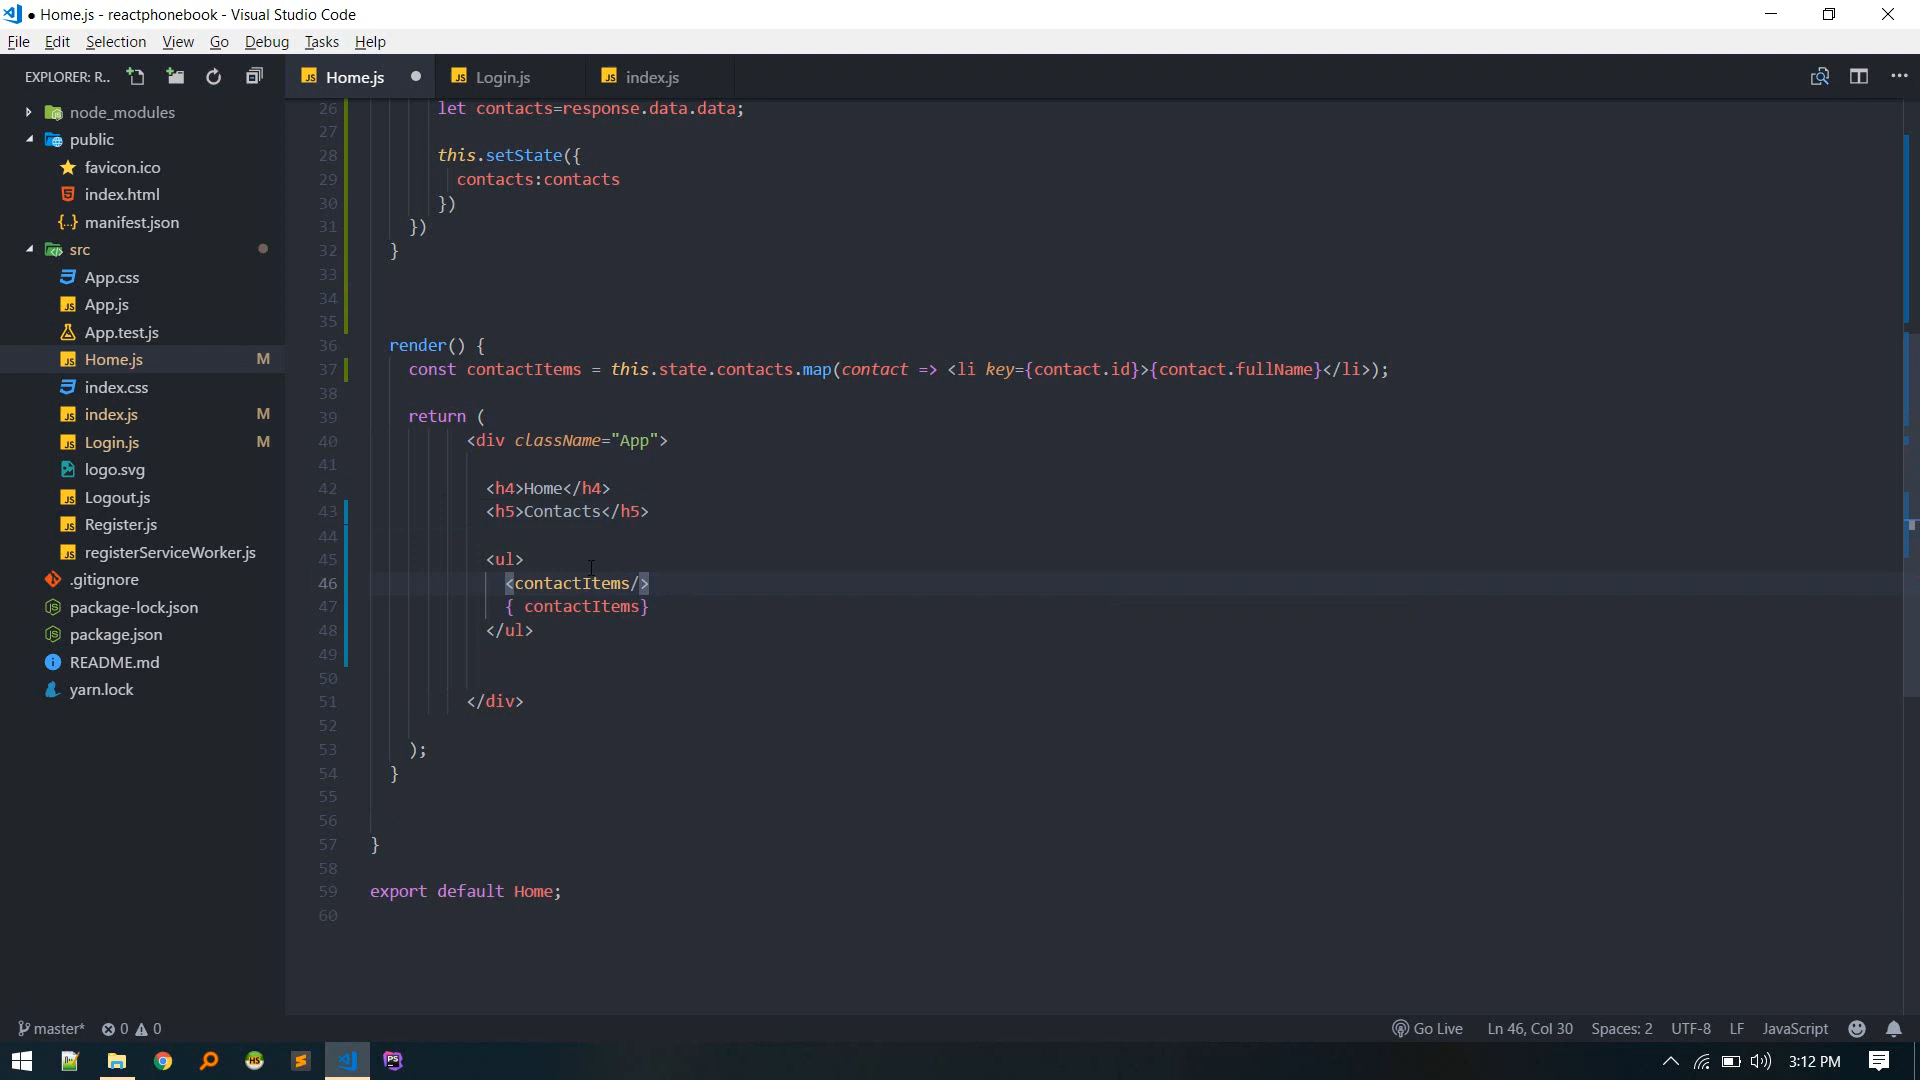 ● Home.js - reactphonebook - Visual Studio Code
File Edit Selection View Go Debug Tasks Help
EXPLORER: R..
Home.js
Login.js
index.js
node_modules
public
favicon.ico
index.html
manifest.json
src
App.css
App.js
App.test.js
Home.js M
index.css
index.js M
Login.js M
logo.svg
Logout.js
Register.js
registerServiceWorker.js
.gitignore
package-lock.json
package.json
README.md
yarn.lock
26 let contacts=response.data.data;
27
28 this.setState({
29 contacts:contacts
30 })
31 })
32 }
33
34
35
36 render() {
37 const contactItems = this.state.contacts.map(contact => <li key={contact.id}>{contact.fullName}</li>);
38
39 return (
40 <div className="App">
41
42 <h4>Home</h4>
43 <h5>Contacts</h5>
44
45 <ul>
46 <contactItems/>
47 { contactItems}
48 </ul>
49
50
51 </div>
52
53 );
54 }
55
56
57 }
58
59 export default Home;
60
master* 0 0
Go Live Ln 46, Col 30 Spaces: 2 UTF-8 LF JavaScript
HS S PS
3:12 PM